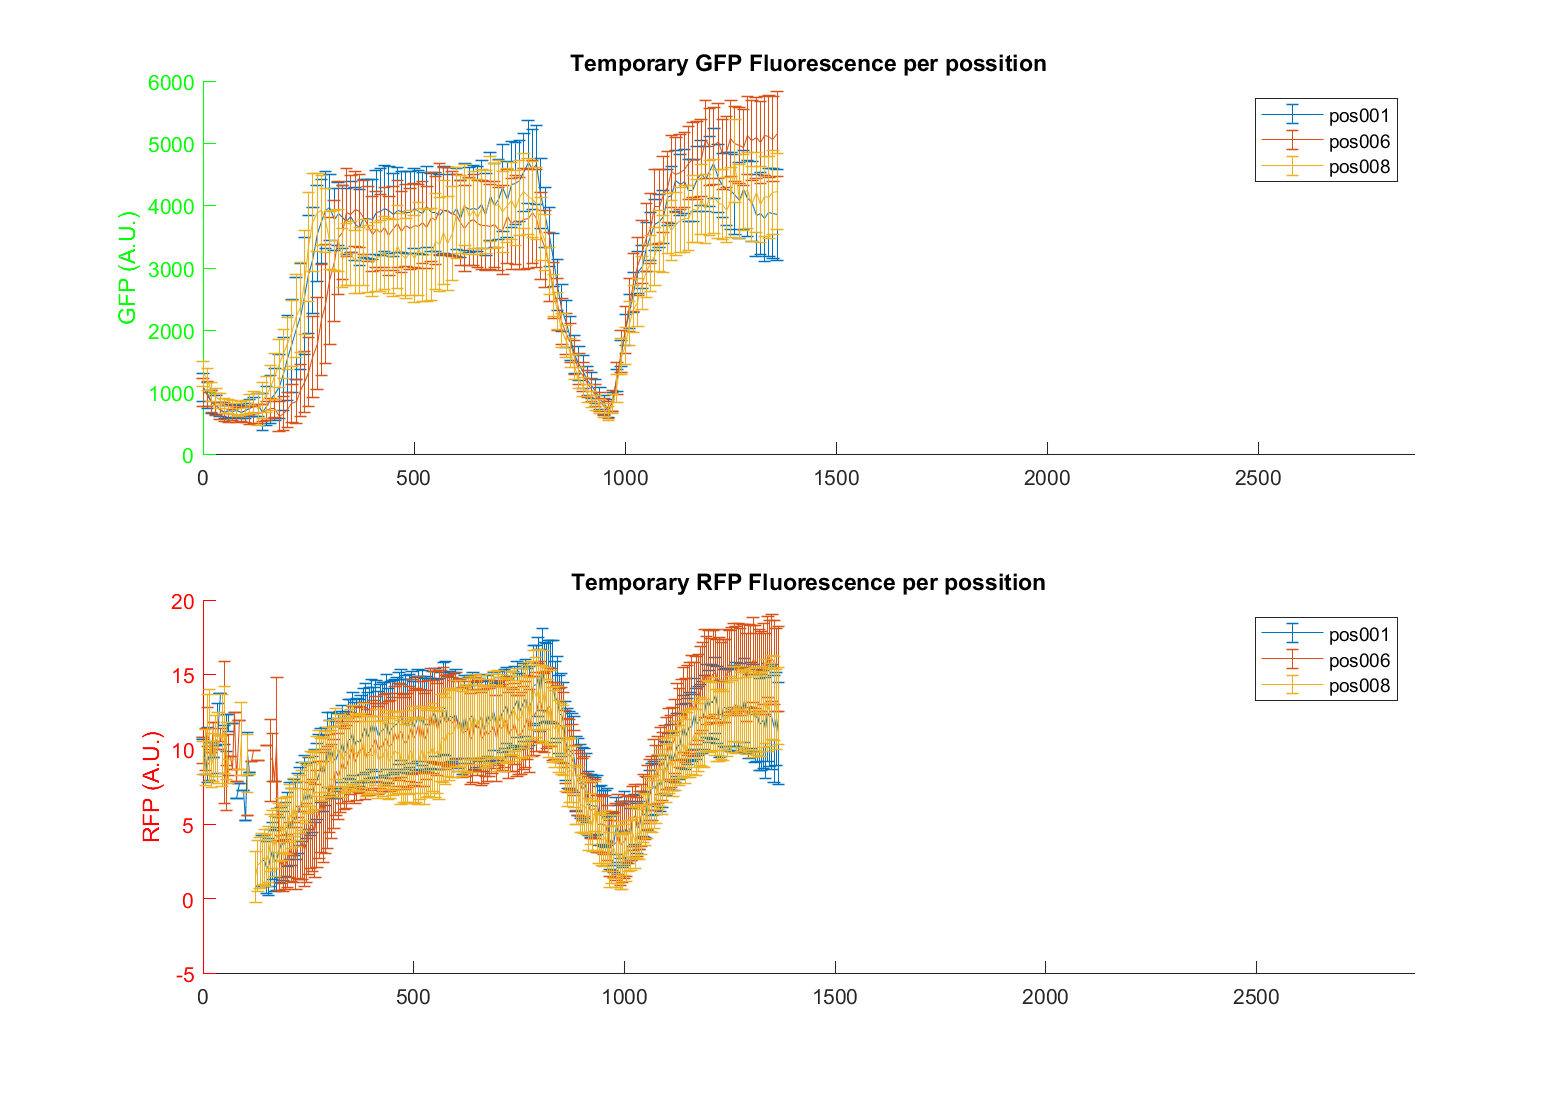 Temporary GFP Fluorescence per possition
6000
5000
4000
3000
2000
1000
0
GFP (A.U.)
0 500 1000 1500 2000 2500
pos001
pos006
pos008
Temporary RFP Fluorescence per possition
20
15
10
5
0
-5
RFP (A.U.)
0 500 1000 1500 2000 2500
pos001
pos006
pos008